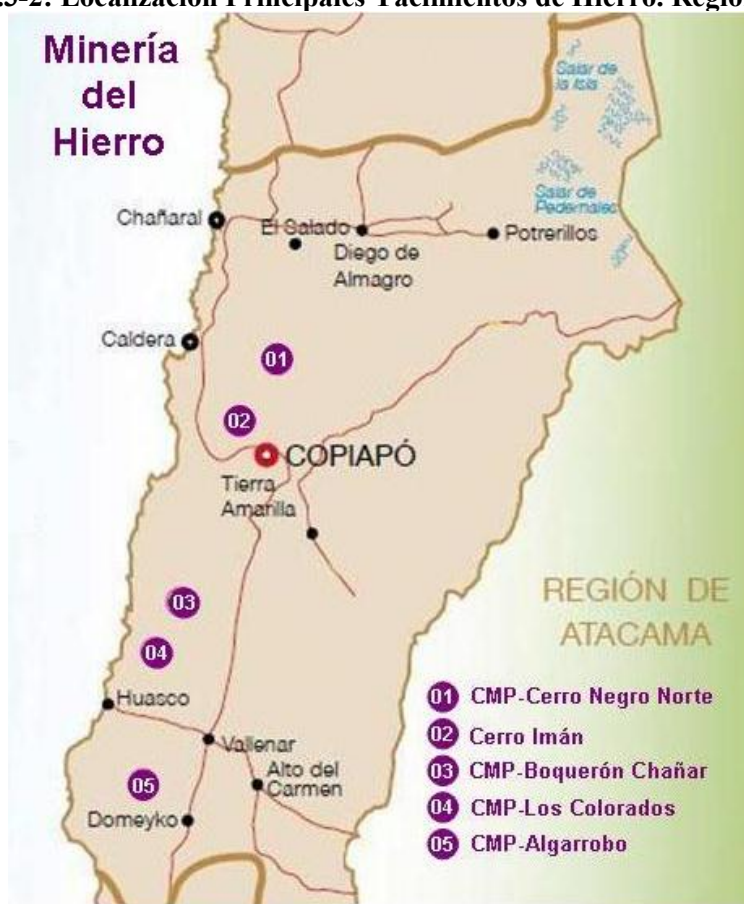 .3-2: Localización Principales Yacimientos de Hierro. Regió
Minería
del
Hierro
Salar de
la Isla
Salar de
Pedernales
Chañaral
El Salado
Diego de
Almagro
Potrerillos
Caldera
01
02
COPIAPÓ
Tierra
Amarilla
03
04
REGIÓN DE
ATACAMA
Huasco
Vallenar
05
Alto del
Carmen
Domeyko
01 CMP-Cerro Negro Norte
02 Cerro Imán
03 CMP-Boquerón Chañar
04 CMP-Los Colorados
05 CMP-Algarrobo